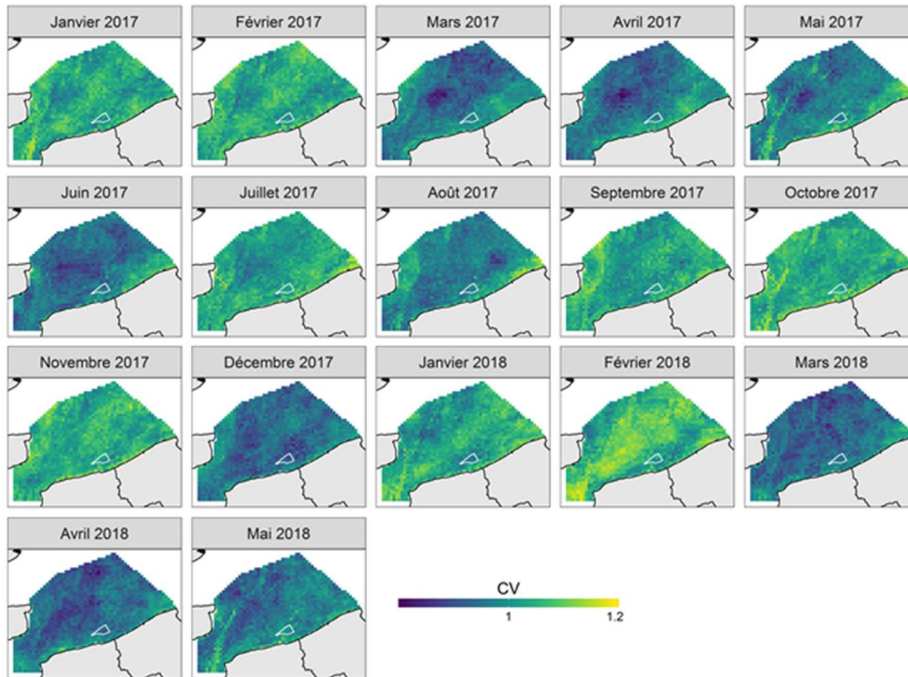 Janvier 2017
Février 2017
Mars 2017
Avril 2017
Mai 2017
Juin 2017
Juillet 2017
Août 2017
Septembre 2017
Octobre 2017
Novembre 2017
Décembre 2017
Janvier 2018
Février 2018
Mars 2018
Avril 2018
Mai 2018
CV
1
1.2